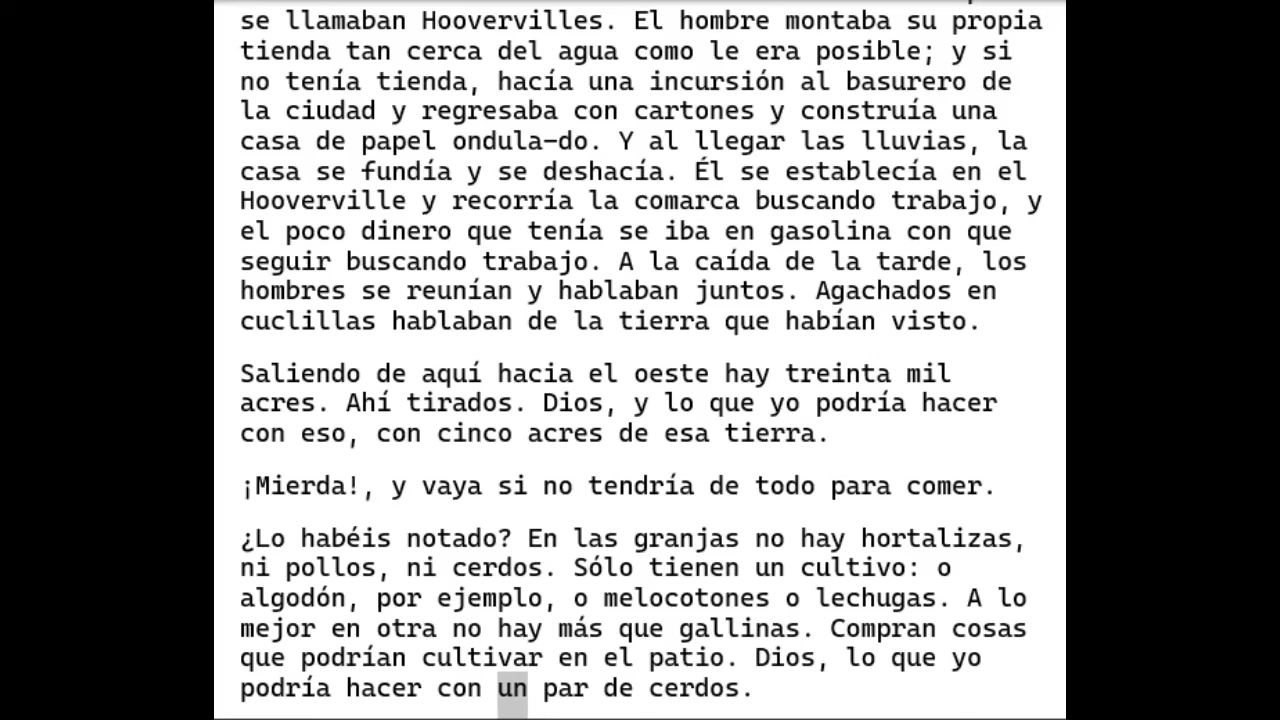 se llamaban Hoovervilles. El hombre montaba su propia
tienda tan cerca del agua como le era posible; y si
no tenía tienda, hacía una incursión al basurero de
la ciudad y regresaba con cartones y construía una
casa de papel ondula—do. Y al llegar las lluvias, la
casa se fundía y se deshacía. Él se establecía en el
Hooverville y recorría la comarca buscando trabajo, y
el poco dinero que tenía se iba en gasolina con que
seguir buscando trabajo. A la caída de la tarde, los
hombres se reunían y hablaban juntos. Agachados en
cuclillas hablaban de la tierra que habían visto.
Saliendo de aquí hacia el oeste hay treinta mil
acres. Ahí tirados. Dios, y lo que yo podría hacer
con eso, con cinco acres de esa tierra.
¡Mierda!, y vaya si no tendría de todo para comer.
¿Lo habéis notado? En las granjas no hay hortalizas,
ni pollos, ni cerdos. Sólo tienen un cultivo: o
algodón, por ejemplo, o melocotones o lechugas. A lo
mejor en otra no hay más que gallinas. Compran cosas
que podrían cultivar en el patio. Dios, lo que yo
podría hacer con un par de cerdos.